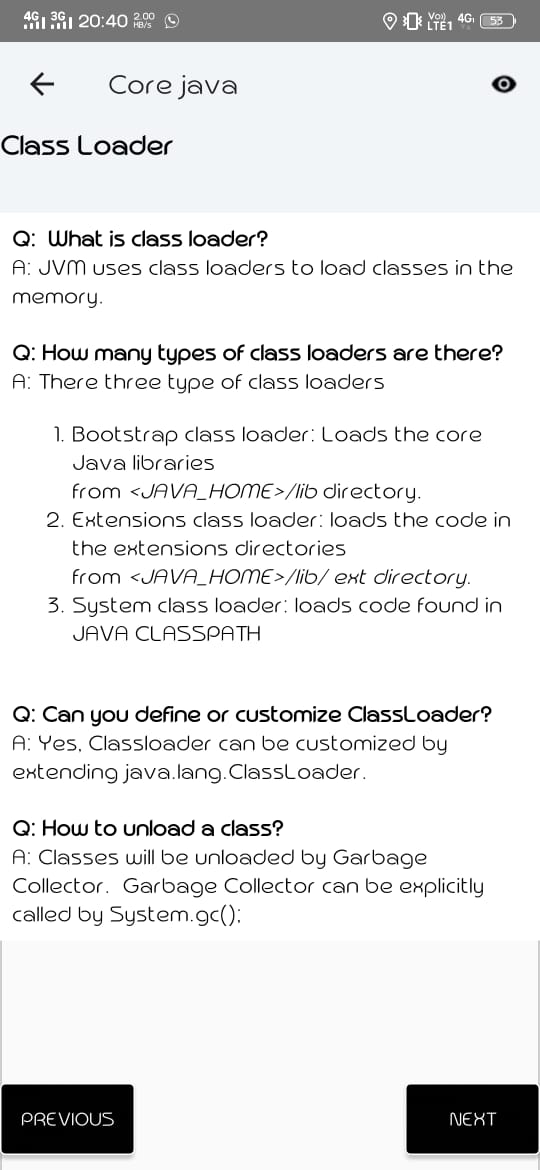 4G 3G 20:40 2.00 HB/s Vo)) LTE1 4G 53
Core java
Class Loader
Q: What is class loader?
A: JVM uses class loaders to load classes in the
memory.
Q: How many types of class loaders are there?
A: There three type of class loaders
1. Bootstrap class loader: Loads the core
Java libraries
from <JAVA_HOME>/lib directory.
2. Extensions class loader: loads the code in
the extensions directories
from <JAVA_HOME>/lib/ ext directory.
3. System class loader: loads code found in
JAVA CLASSPATH
Q: Can you define or customize ClassLoader?
A: Yes, Classloader can be customized by
extending java.lang.ClassLoader.
Q: How to unload a class?
A: Classes will be unloaded by Garbage
Collector. Garbage Collector can be explicitly
called by System.gc();
PREVIOUS NEXT